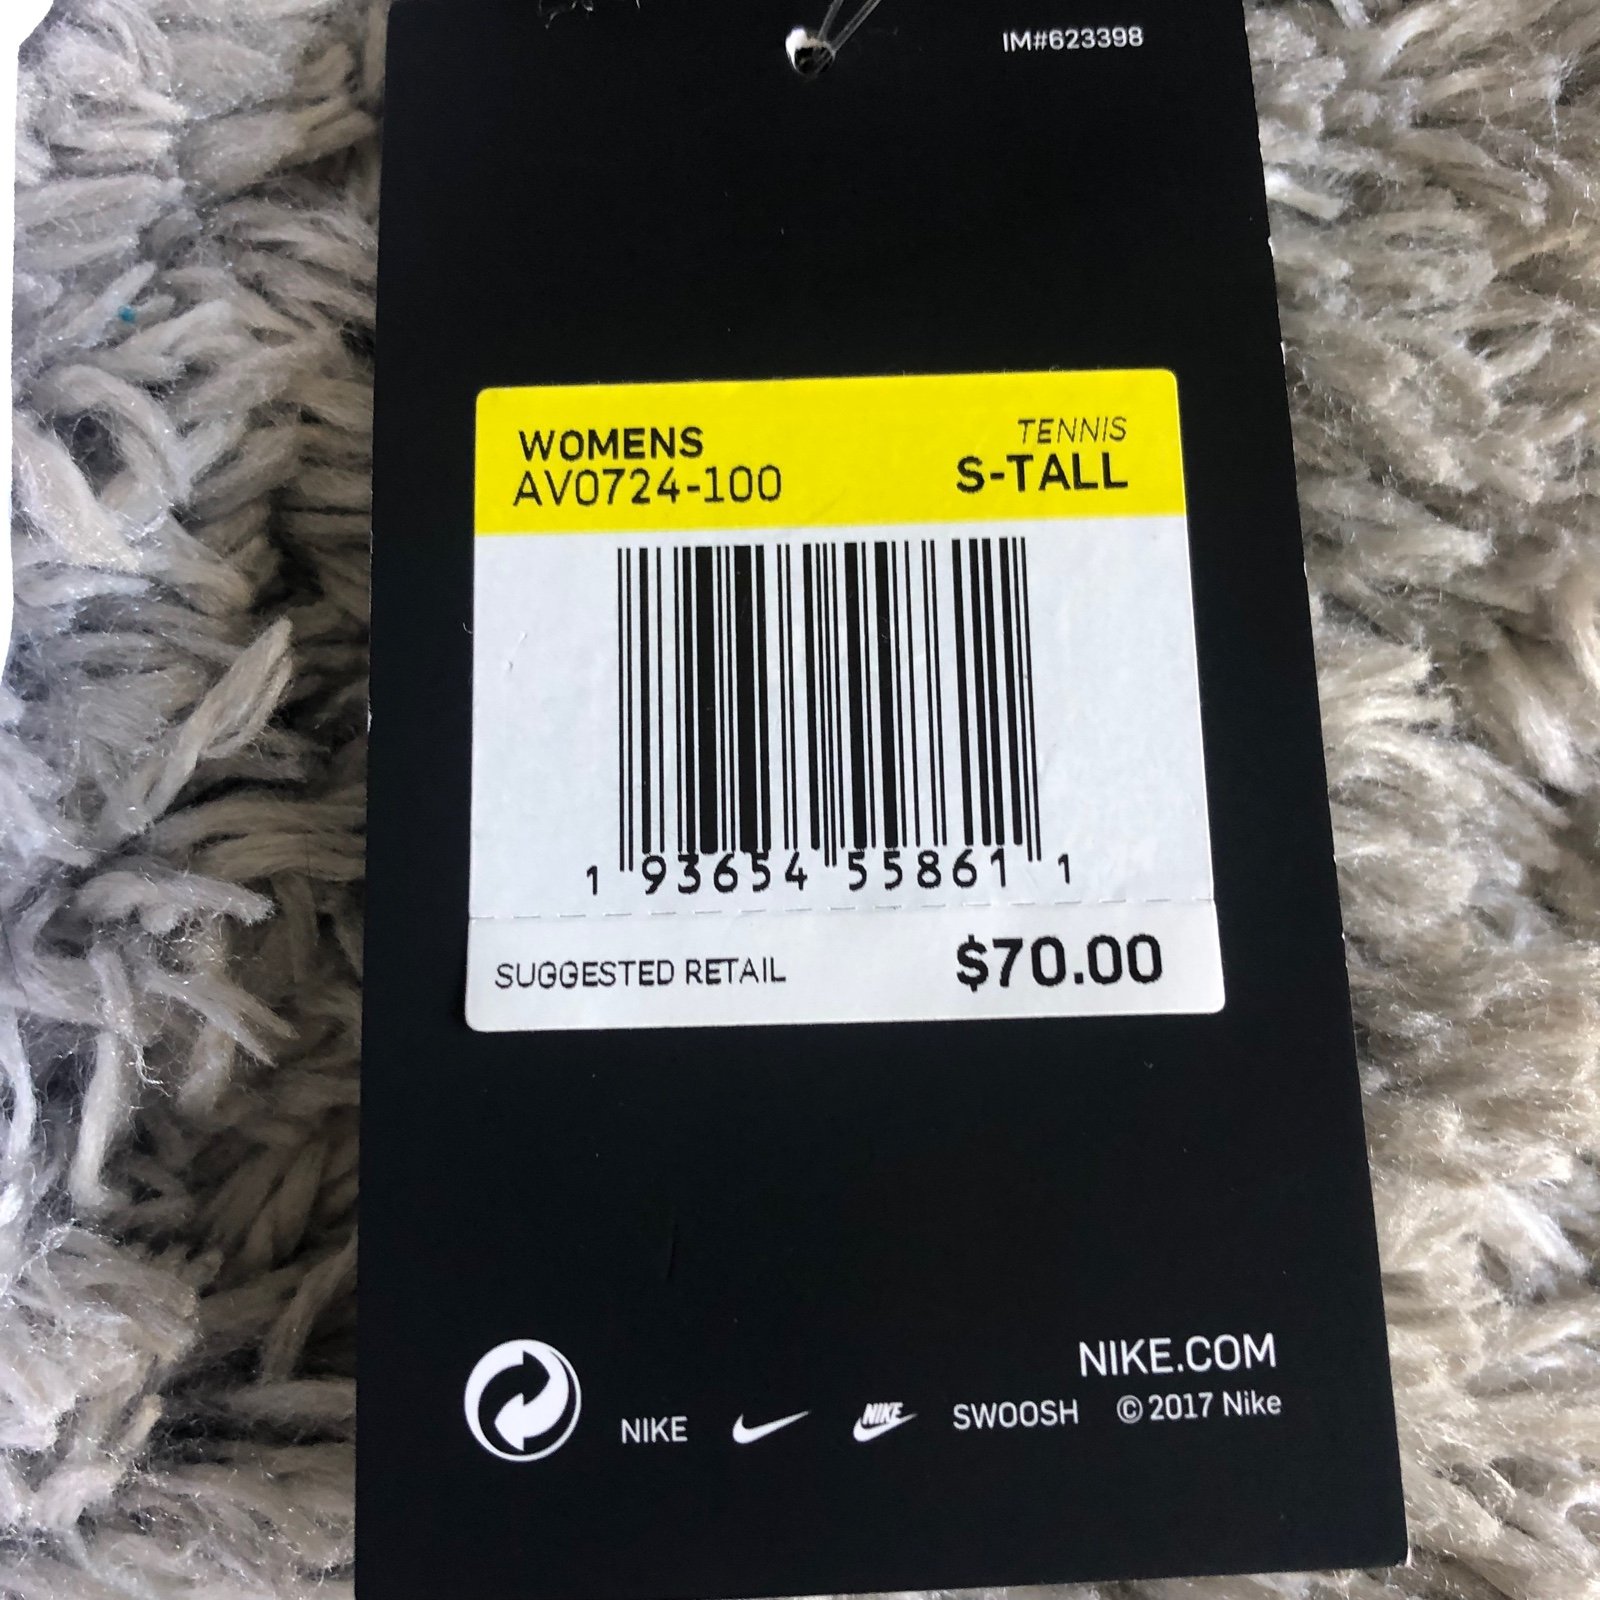 IM#623398
WOMENS TENNIS
AV0724-100 S-TALL
1 93654 55861 1
SUGGESTED RETAIL $70.00
NIKE.COM
NIKE NIKE SWOOSH © 2017 Nike